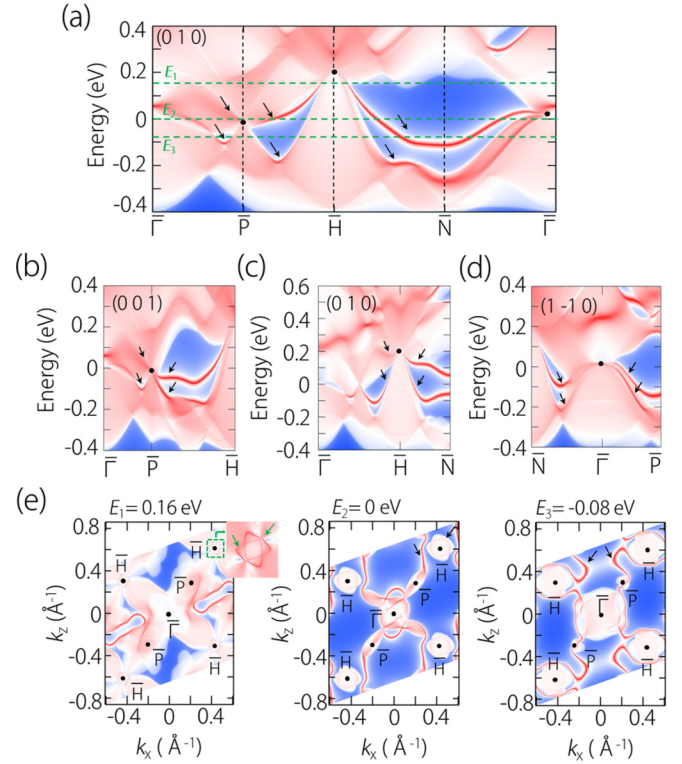 (a)
(0 1 0)
0.4
0.2
0
-0.2
-0.4
Energy (eV)
E₁
E₂
E₃
Γ̅ P̅ H̅ N̅ Γ̅
(b)
(0 0 1)
0.4
0.2
0
-0.2
-0.4
Energy (eV)
Γ̅ P̅ H̅
(c)
(0 1 0)
0.6
0.4
0.2
0
-0.2
-0.4
Energy (eV)
Γ̅ H̅ N̅
(d)
(1 -1 0)
0.4
0.2
0
-0.2
-0.4
Energy (eV)
N̅ Γ̅ P̅
(e)
E₁ = 0.16 eV
0.8
0.4
0
-0.4
-0.8
k_z (Å⁻¹)
H̅
H̅
P̅
Γ̅
P̅
H̅
H̅
-0.4 0 0.4
k_x (Å⁻¹)
E₂ = 0 eV
0.8
0.4
0
-0.4
-0.8
k_z (Å⁻¹)
H̅
H̅
P̅
Γ̅
P̅
H̅
H̅
-0.4 0 0.4
k_x (Å⁻¹)
E₃ = -0.08 eV
0.8
0.4
0
-0.4
-0.8
k_z (Å⁻¹)
H̅
H̅
P̅
Γ̅
P̅
H̅
H̅
-0.4 0 0.4
k_x (Å⁻¹)